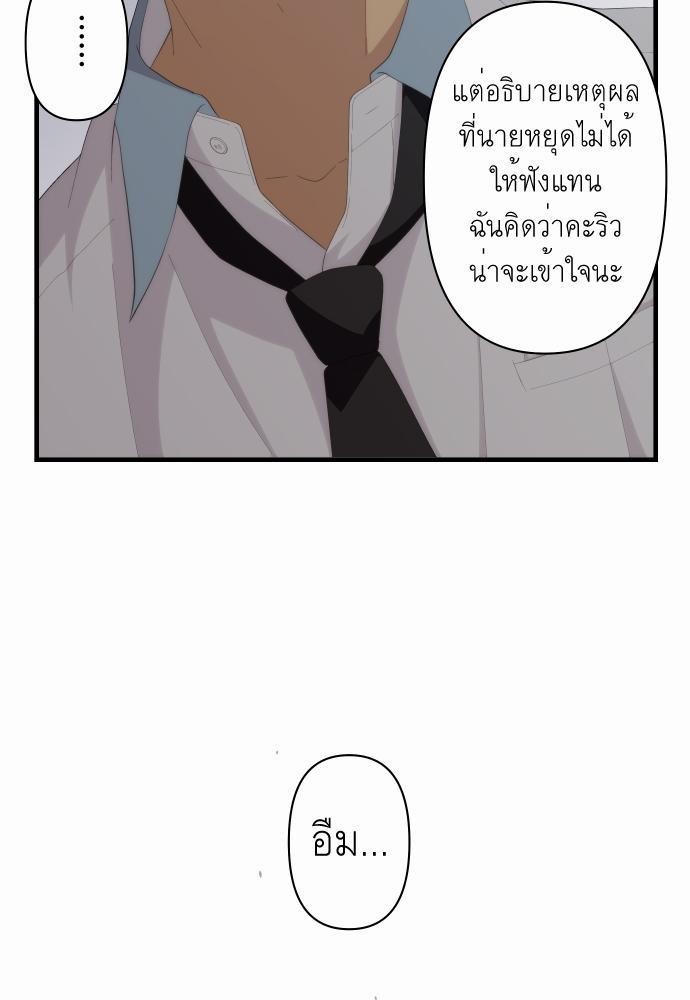 ......
แต่อธิบายเหตุผล
ที่นายหยุดไม่ได้
ให้ฟังแทน
ฉันคิดว่าคะริว
น่าจะเข้าใจนะ
อืม...